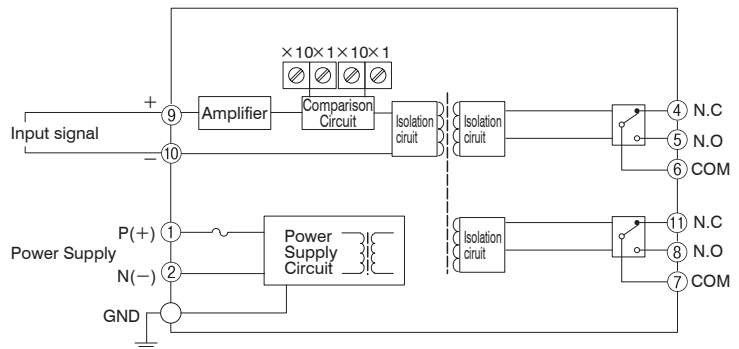 ×10×1×10×1
+
9
Amplifier
Comparison
Circuit
Isolation
ciruit
Isolation
ciruit
4 N.C
Input signal
5 N.O
−
10
6 COM
P(+) 1
Power
Supply
Circuit
Isolation
ciruit
11 N.C
Power Supply
8 N.O
N(−) 2
7 COM
GND